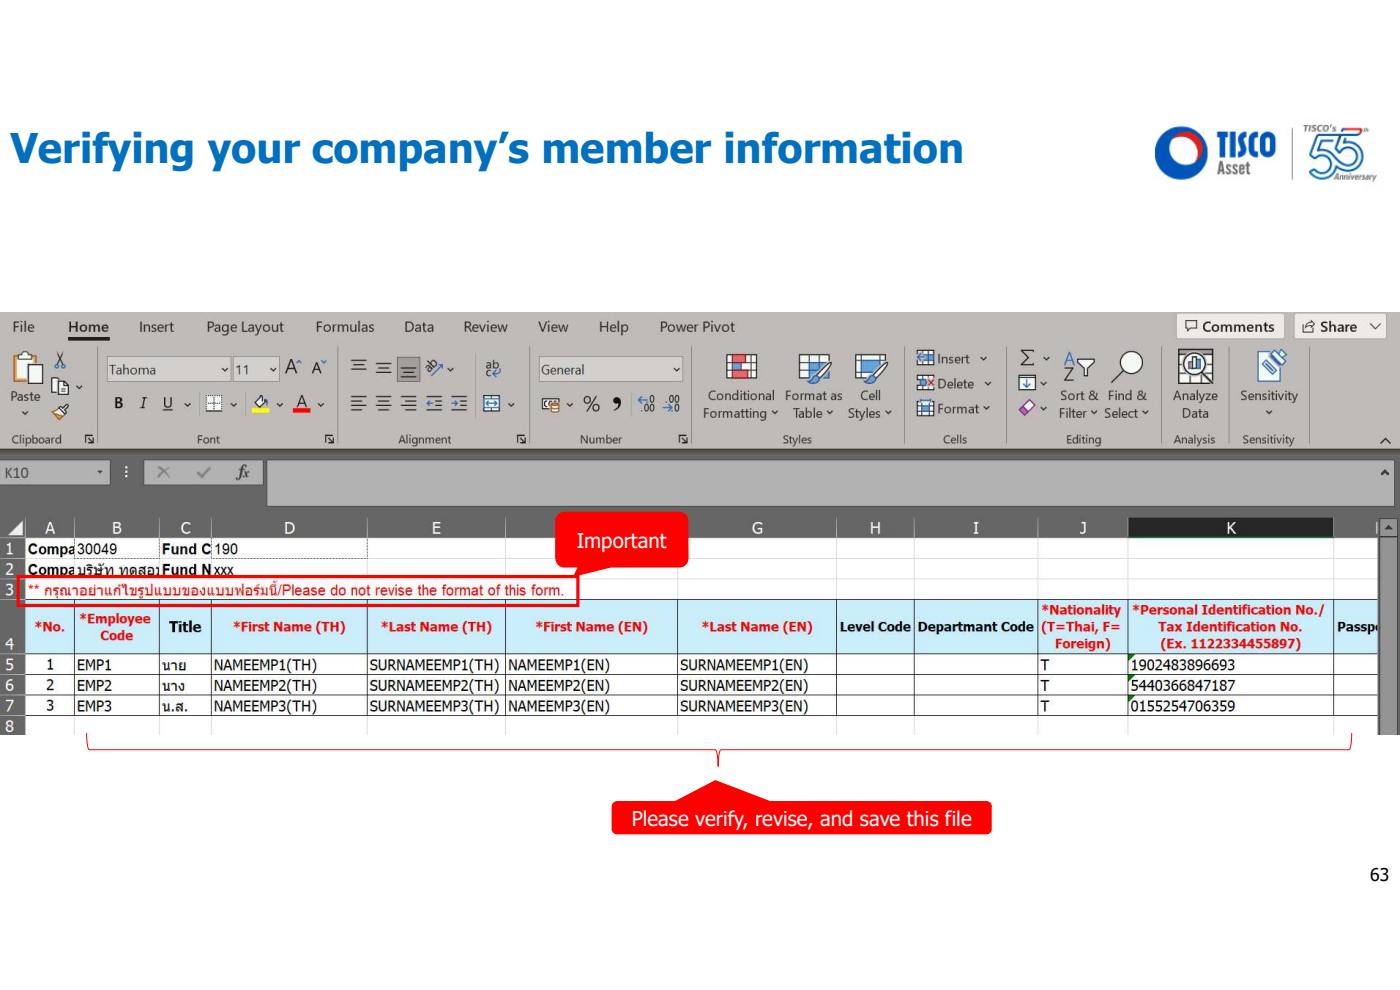 Verifying your company's member information
TISCO
Asset
TISCO's
55th
Anniversary
File Home Insert Page Layout Formulas Data Review View Help Power Pivot Comments Share
Tahoma 11 A A ab General Insert
Paste Delete
B I U A % 9 .00 .00 Conditional Format as Cell Format Sort & Find & Analyze Sensitivity
Formatting Table Styles Filter Select Data
Clipboard Font Alignment Number Styles Cells Editing Analysis Sensitivity
K10 fx
A B C D E G H I J K
Important
1 Compa 30049 Fund C 190
2 Compa บริษัท ทดสอ Fund N xxx
3 ** กรุณาอย่าแก้ไขรูปแบบของแบบฟอร์มนี้/Please do not revise the format of this form.
4 *No. *Employee Code Title *First Name (TH) *Last Name (TH) *First Name (EN) *Last Name (EN) Level Code Departmant Code *Nationality (T=Thai, F= Foreign) *Personal Identification No./ Tax Identification No. (Ex. 1122334455897) Passp
5 1 EMP1 นาย NAMEEMP1(TH) SURNAMEEMP1(TH) NAMEEMP1(EN) SURNAMEEMP1(EN) T 1902483896693
6 2 EMP2 นาง NAMEEMP2(TH) SURNAMEEMP2(TH) NAMEEMP2(EN) SURNAMEEMP2(EN) T 5440366847187
7 3 EMP3 น.ส. NAMEEMP3(TH) SURNAMEEMP3(TH) NAMEEMP3(EN) SURNAMEEMP3(EN) T 0155254706359
8
Please verify, revise, and save this file
63